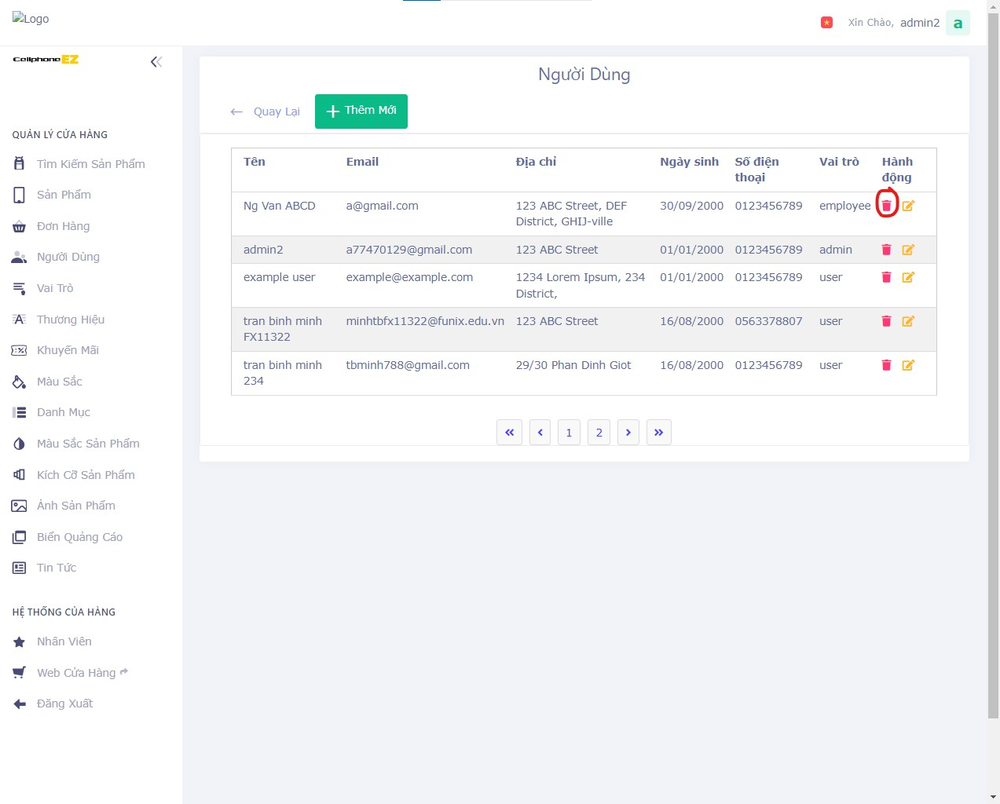 Logo
Xin Chào, admin2 a
CellphoneEZ
Người Dùng
Quay Lại
Thêm Mới
QUẢN LÝ CỬA HÀNG
Tìm Kiếm Sản Phẩm
Sản Phẩm
Đơn Hàng
Người Dùng
Vai Trò
Thương Hiệu
Khuyến Mãi
Màu Sắc
Danh Mục
Màu Sắc Sản Phẩm
Kích Cỡ Sản Phẩm
Ảnh Sản Phẩm
Biển Quảng Cáo
Tin Tức
HỆ THỐNG CỦA HÀNG
Nhân Viên
Web Cửa Hàng
Đăng Xuất
Tên Email Địa chỉ Ngày sinh Số điện thoại Vai trò Hành động
Ng Van ABCD a@gmail.com 123 ABC Street, DEF District, GHIJ-ville 30/09/2000 0123456789 employee
admin2 a77470129@gmail.com 123 ABC Street 01/01/2000 0123456789 admin
example user example@example.com 1234 Lorem Ipsum, 234 District, 01/01/2000 0123456789 user
tran binh minh FX11322 minhtbfx11322@funix.edu.vn 123 ABC Street 16/08/2000 0563378807 user
tran binh minh 234 tbminh788@gmail.com 29/30 Phan Dinh Giot 16/08/2000 0123456789 user
« ‹ 1 2 › »